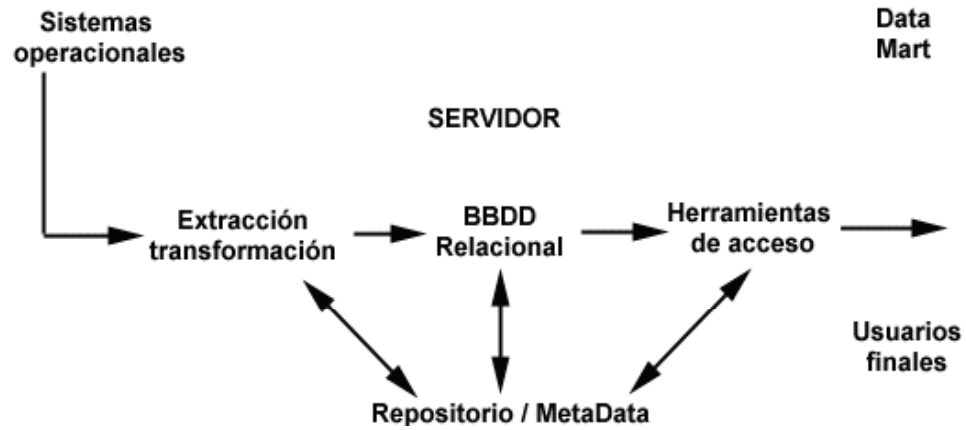 Sistemas
operacionales
Data
Mart
SERVIDOR
Extracción
transformación
BBDD
Relacional
Herramientas
de acceso
Usuarios
finales
Repositorio / MetaData